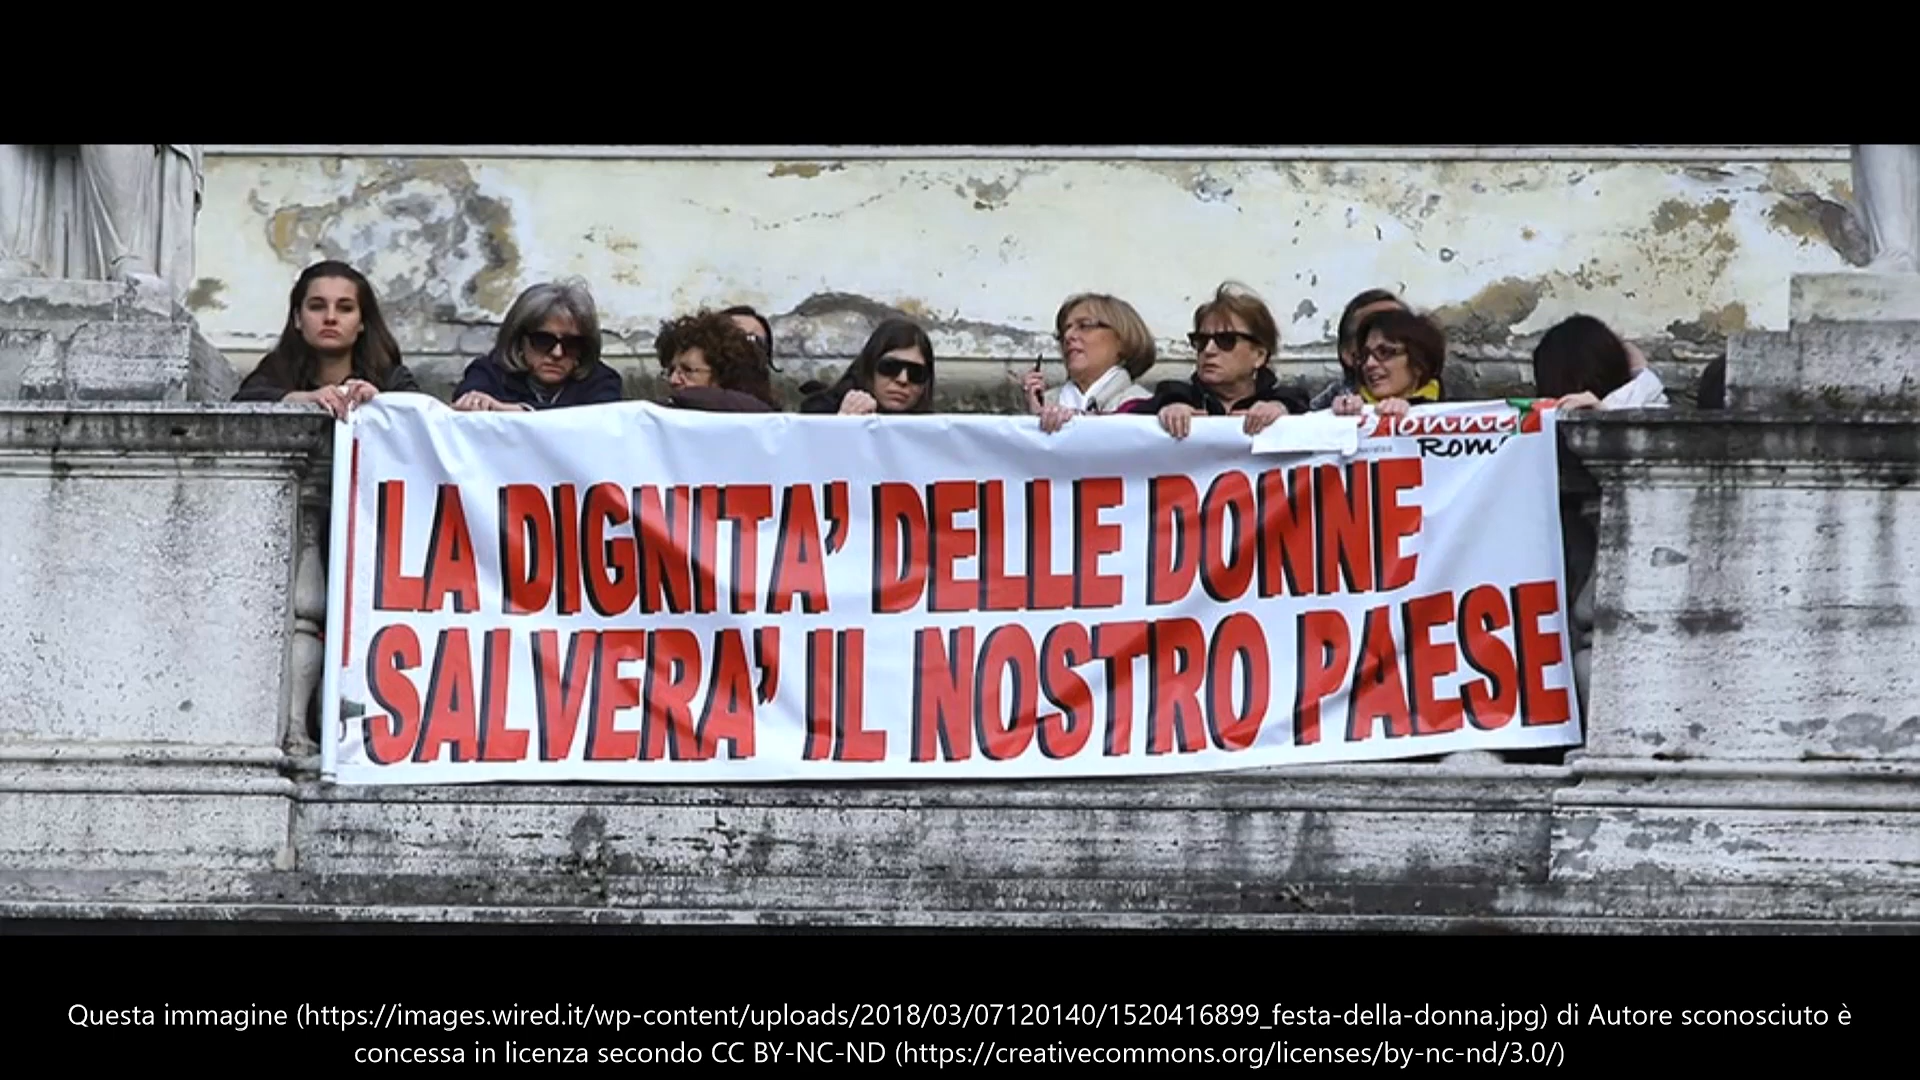 Roma
LA DIGNITA' DELLE DONNE
SALVERA' IL NOSTRO PAESE
Questa immagine (https://images.wired.it/wp-content/uploads/2018/03/07120140/1520416899_festa-della-donna.jpg) di Autore sconosciuto è
concessa in licenza secondo CC BY-NC-ND (https://creativecommons.org/licenses/by-nc-nd/3.0/)